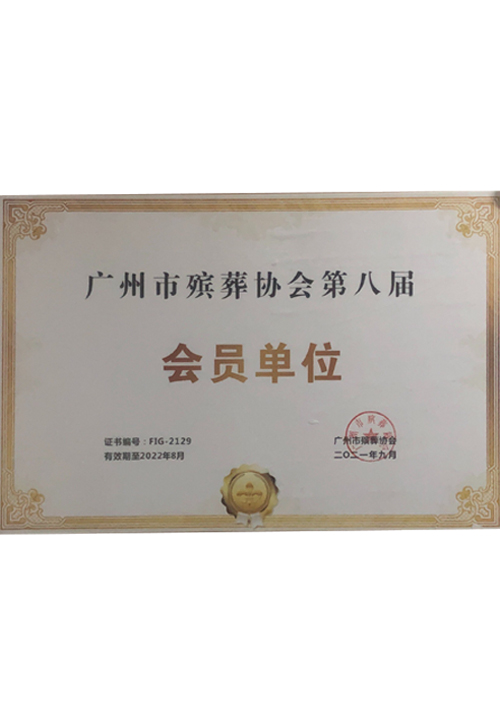 广州市殡葬协会第八届
会员单位
证书编号：FJG-2129
有效期至2022年8月
广州市殡葬协会
二〇二一年九月